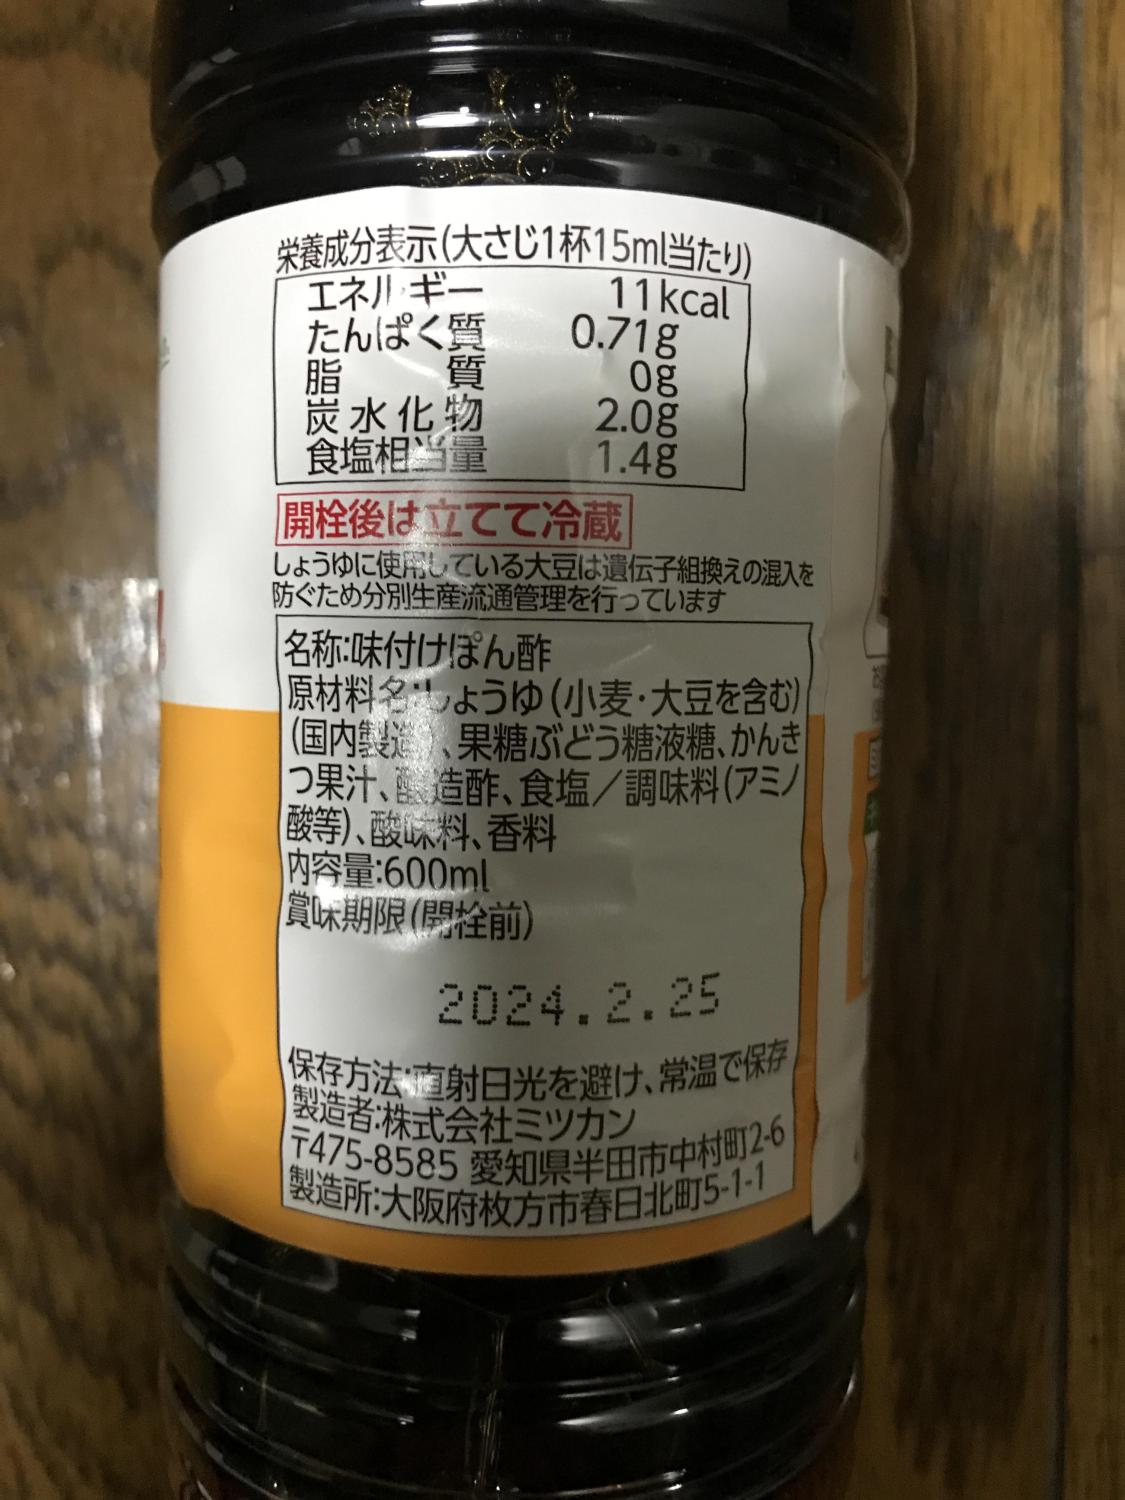 栄養成分表示(大さじ1杯15ml当たり)
エネルギー 11kcal
たんぱく質 0.71g
脂質 0g
炭水化物 2.0g
食塩相当量 1.4g
開栓後は立てて冷蔵
しょうゆに使用している大豆は遺伝子組換えの混入を
防ぐため分別生産流通管理を行っています
名称:味付けぽん酢
原材料名:しょうゆ(小麦・大豆を含む)
(国内製造)、果糖ぶどう糖液糖、かんき
つ果汁、醸造酢、食塩/調味料(アミノ
酸等)、酸味料、香料
内容量:600ml
賞味期限(開栓前)
2024.2.25
保存方法:直射日光を避け、常温で保存
製造者:株式会社ミツカン
〒475-8585 愛知県半田市中村町2-6
製造所:大阪府枚方市春日北町5-1-1